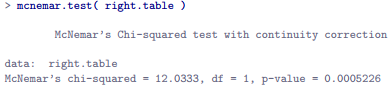 > mcnemar.test( right.table )
McNemar's Chi-squared test with continuity correction
data: right.table
McNemar's chi-squared = 12.0333, df = 1, p-value = 0.0005226